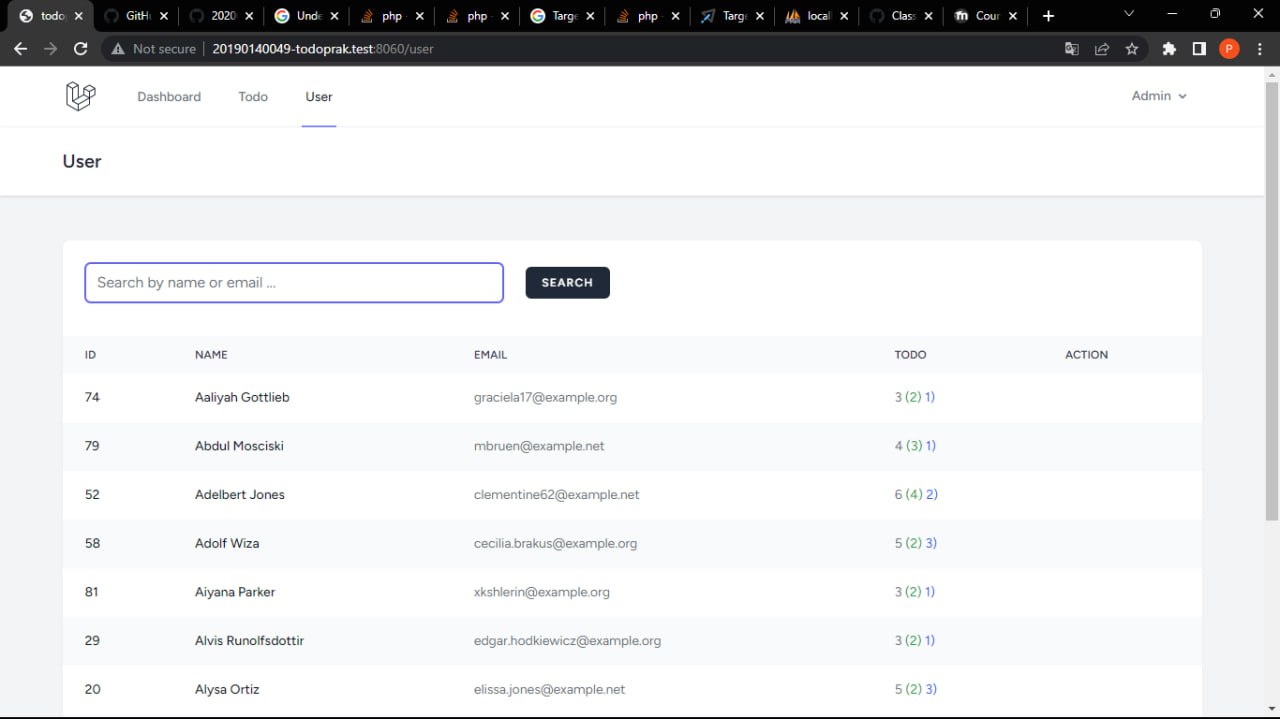 todop GitHu 2020 Unde php - php - Targe php - Targe locall Class Cour
Not secure 20190140049-todoprak.test:8060/user P
Dashboard Todo User Admin
User
Search by name or email ... SEARCH
ID NAME EMAIL TODO ACTION
74 Aaliyah Gottlieb graciela17@example.org 3 (2) 1)
79 Abdul Mosciski mbruen@example.net 4 (3) 1)
52 Adelbert Jones clementine62@example.net 6 (4) 2)
58 Adolf Wiza cecilia.brakus@example.org 5 (2) 3)
81 Aiyana Parker xkshlerin@example.org 3 (2) 1)
29 Alvis Runolfsdottir edgar.hodkiewicz@example.org 3 (2) 1)
20 Alysa Ortiz elissa.jones@example.net 5 (2) 3)